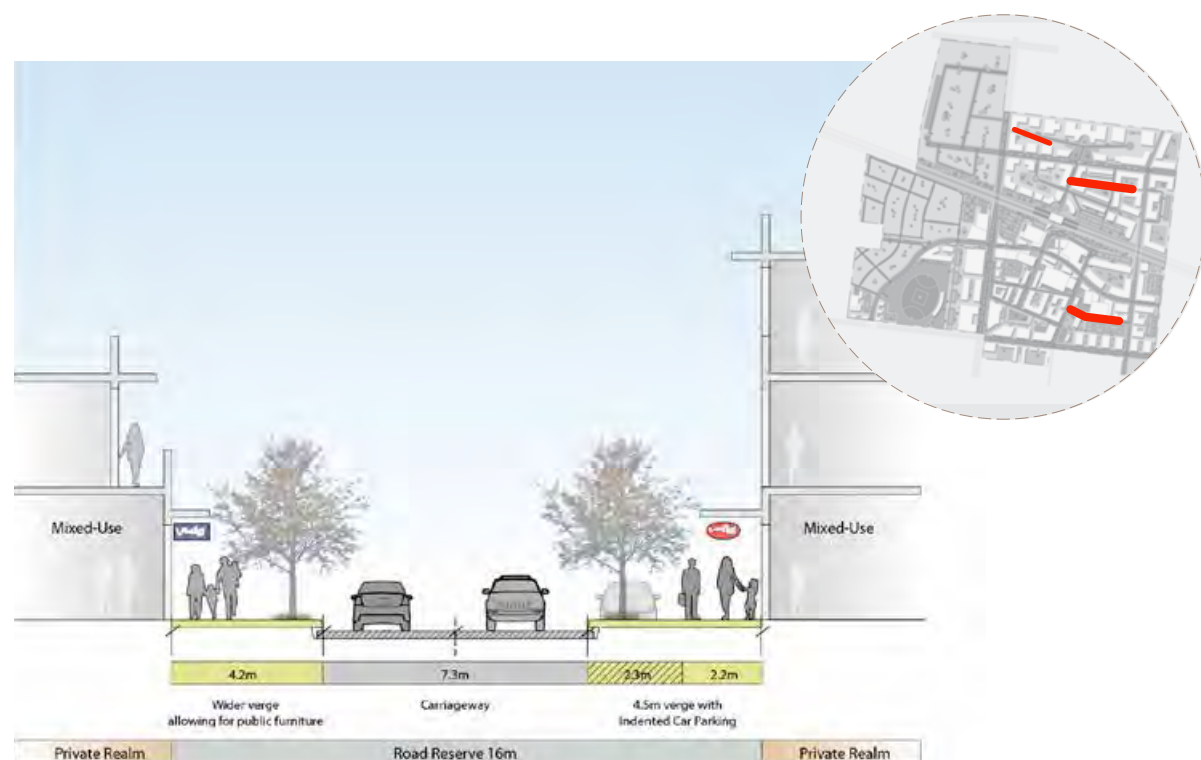 Mixed-Use
Mixed-Use
4.2m
7.3m
2.3m
2.2m
Wider verge
allowing for public furniture
Carriageway
4.5m verge with
Indented Car Parking
Private Realm
Road Reserve 16m
Private Realm